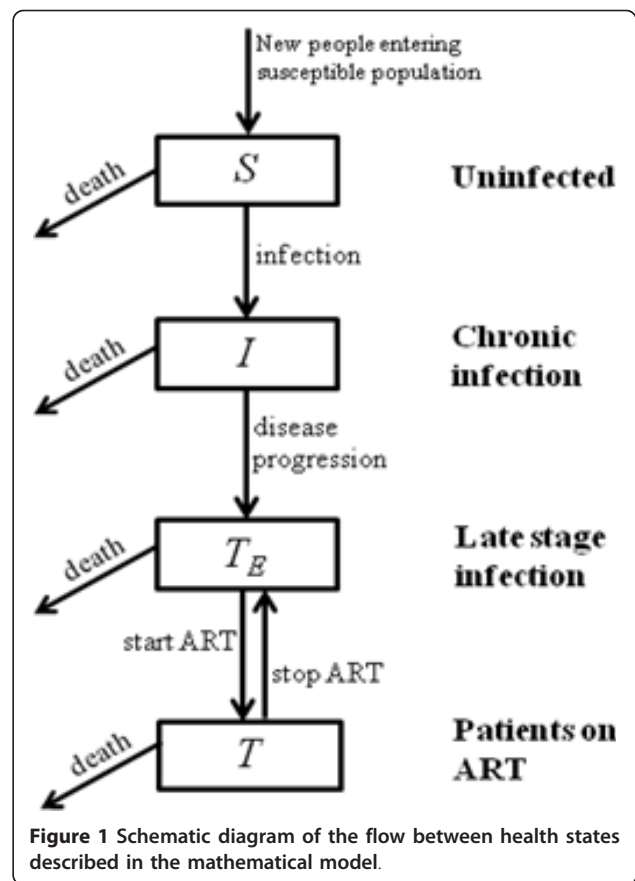 New people entering
susceptible population
death
S
Uninfected
infection
death
I
Chronic
infection
disease
progression
death
T_E
Late stage
infection
start ART
stop ART
death
T
Patients on
ART
Figure 1 Schematic diagram of the flow between health states
described in the mathematical model.